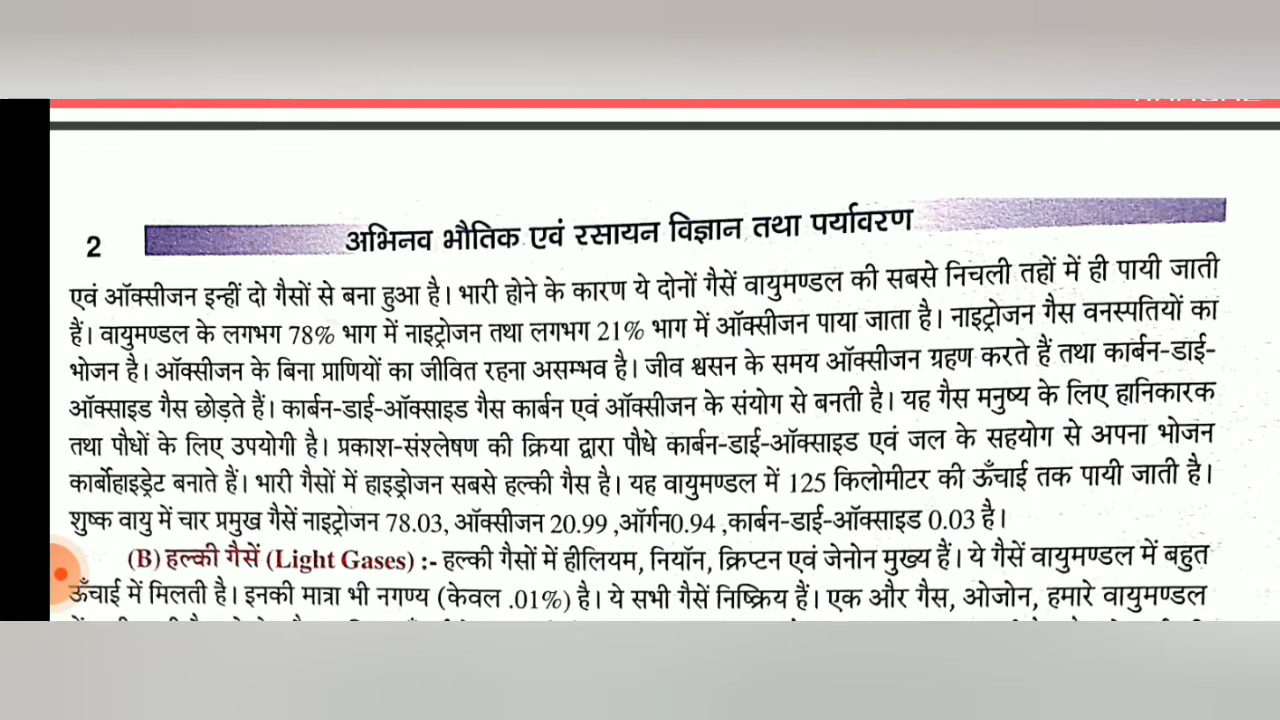 2
अभिनव भौतिक एवं रसायन विज्ञान तथा पर्यावरण
एवं ऑक्सीजन इन्हीं दो गैसों से बना हुआ है। भारी होने के कारण ये दोनों गैसें वायुमण्डल की सबसे निचली तहों में ही पायी जाती
हैं। वायुमण्डल के लगभग 78% भाग में नाइट्रोजन तथा लगभग 21% भाग में ऑक्सीजन पाया जाता है। नाइट्रोजन गैस वनस्पतियों का
भोजन है। ऑक्सीजन के बिना प्राणियों का जीवित रहना असम्भव है। जीव श्वसन के समय ऑक्सीजन ग्रहण करते हैं तथा कार्बन-डाई-
ऑक्साइड गैस छोड़ते हैं। कार्बन-डाई-ऑक्साइड गैस कार्बन एवं ऑक्सीजन के संयोग से बनती है। यह गैस मनुष्य के लिए हानिकारक
तथा पौधों के लिए उपयोगी है। प्रकाश-संश्लेषण की क्रिया द्वारा पौधे कार्बन-डाई-ऑक्साइड एवं जल के सहयोग से अपना भोजन
कार्बोहाइड्रेट बनाते हैं। भारी गैसों में हाइड्रोजन सबसे हल्की गैस है। यह वायुमण्डल में 125 किलोमीटर की ऊँचाई तक पायी जाती है।
शुष्क वायु में चार प्रमुख गैसें नाइट्रोजन 78.03, ऑक्सीजन 20.99 ,ऑर्गन0.94 ,कार्बन-डाई-ऑक्साइड 0.03 है।
(B) हल्की गैसें (Light Gases) :- हल्की गैसों में हीलियम, नियॉन, क्रिप्टन एवं जेनोन मुख्य हैं। ये गैसें वायुमण्डल में बहुत
ऊँचाई में मिलती है। इनकी मात्रा भी नगण्य (केवल .01%) है। ये सभी गैसें निष्क्रिय हैं। एक और गैस, ओजोन, हमारे वायुमण्डल